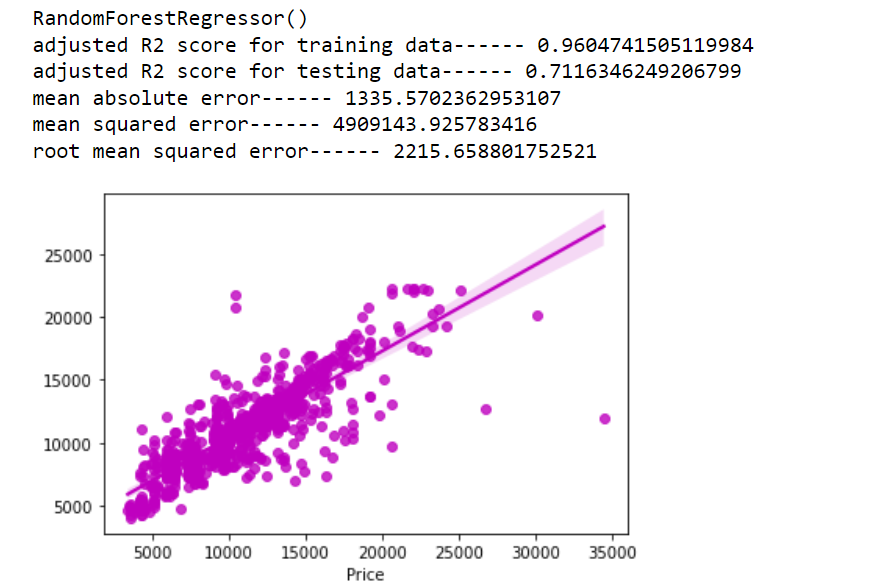 RandomForestRegressor()
adjusted R2 score for training data------ 0.9604741505119984
adjusted R2 score for testing data------ 0.7116346249206799
mean absolute error------ 1335.5702362953107
mean squared error------ 4909143.925783416
root mean squared error------ 2215.658801752521
25000
20000
15000
10000
5000
5000 10000 15000 20000 25000 30000 35000
Price